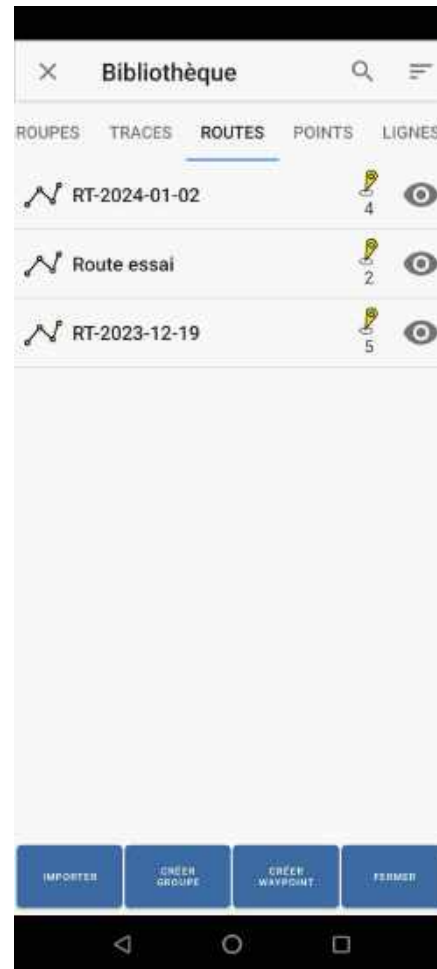 Bibliothèque
ROUPES TRACES ROUTES POINTS LIGNES
RT-2024-01-02
4
Route essai
2
RT-2023-12-19
5
IMPORTER CRÉER GROUPE CRÉER WAYPOINT FERMER